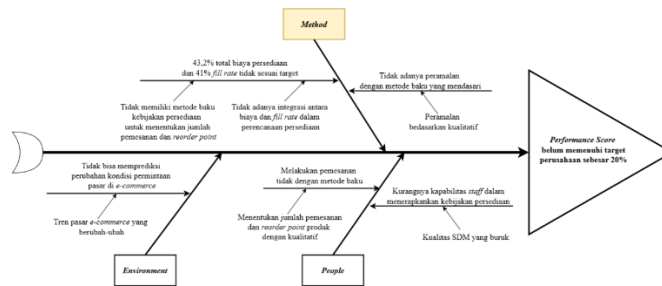 Method
43,2% total biaya persediaan
dan 41% fill rate tidak sesuai target
Tidak memiliki metode baku
kebijakan persediaan
untuk menentukan jumlah
pemesanan dan reorder point
Tidak adanya integrasi antara
biaya dan fill rate dalam
perencanaan persediaan
Tidak adanya peramalan
dengan metode baku yang mendasari
Peramalan
bedasarkan kualitatif
Performance Score
belum memenuhi target
perusahaan sebesar 20%
Tidak bisa memprediksi
perubahan kondisi permintaan
pasar di e-commerce
Tren pasar e-commerce yang
berubah-ubah
Environment
Melakukan pemesanan
tidak dengan metode baku
Menentukan jumlah pemesanan
dan reorder point produk
dengan kualitatif
Kurangnya kapabilitas staff dalam
menerapkankan kebijakan persediaan
Kualitas SDM yang buruk
People